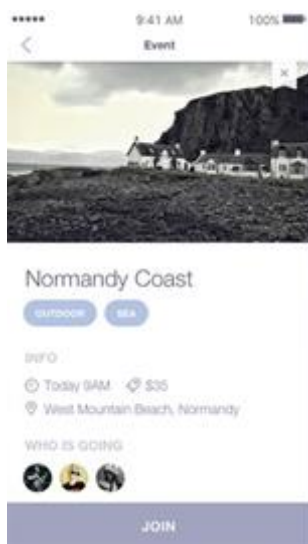 9:41 AM 100%
Event
Normandy Coast
OUTDOOR SEA
INFO
Today 9AM $35
West Mountain Beach, Normandy
WHO IS GOING
JOIN